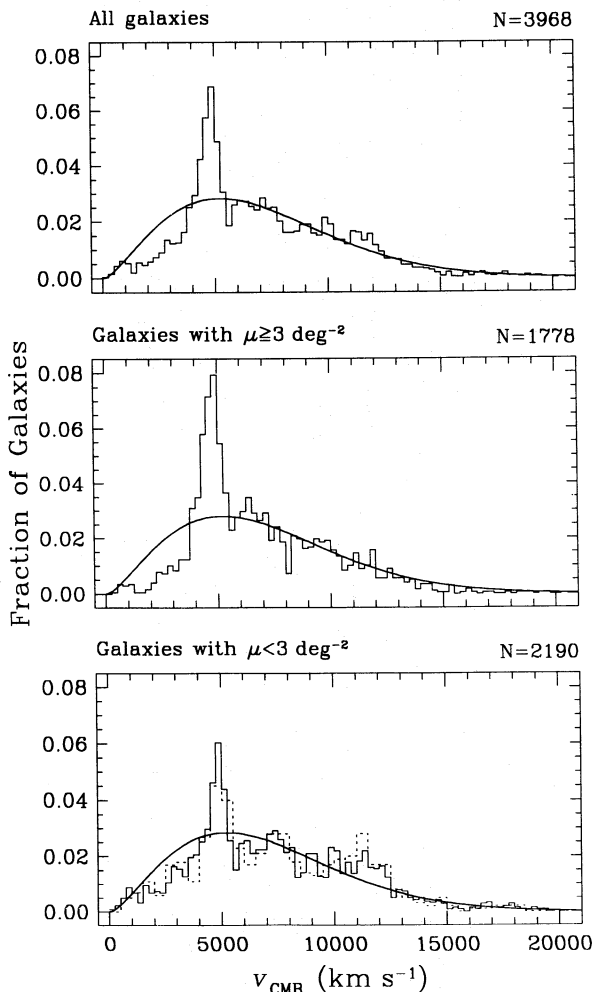 All galaxies N=3968
0.08
0.06
0.04
0.02
0.00
Galaxies with μ≧3 deg⁻² N=1778
0.08
0.06
0.04
0.02
0.00
Fraction of Galaxies
Galaxies with μ<3 deg⁻² N=2190
0.08
0.06
0.04
0.02
0.00
0 5000 10000 15000 20000
v_CMB (km s⁻¹)